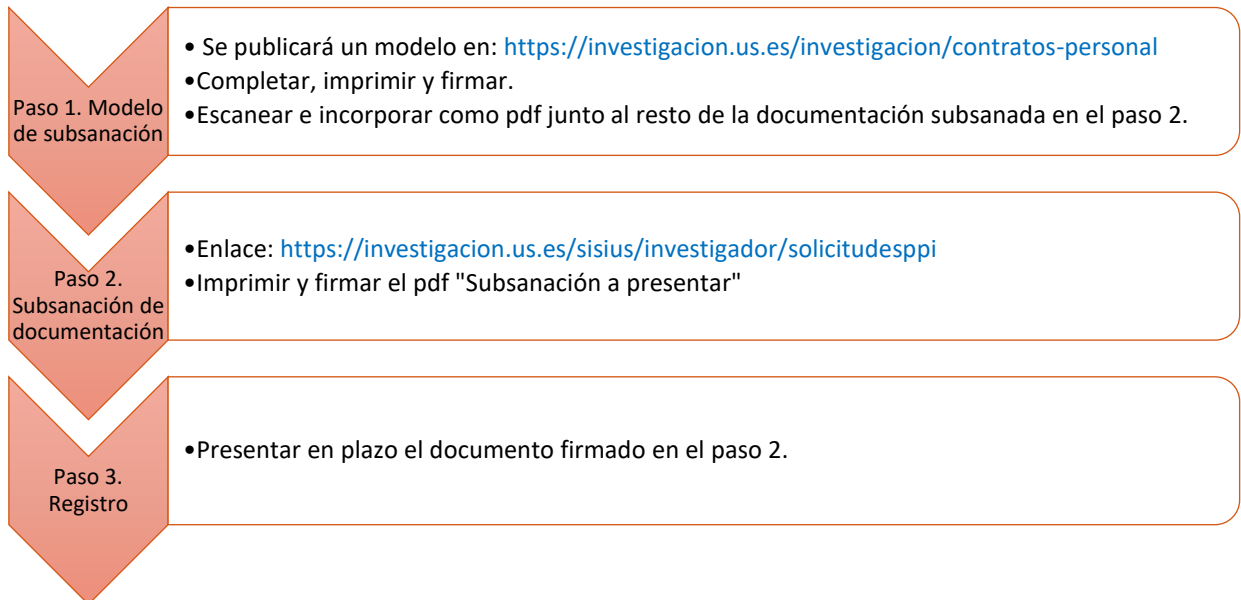 Paso 1. Modelo
de subsanación
• Se publicará un modelo en: https://investigacion.us.es/investigacion/contratos-personal
•Completar, imprimir y firmar.
•Escanear e incorporar como pdf junto al resto de la documentación subsanada en el paso 2.
Paso 2.
Subsanación de
documentación
•Enlace: https://investigacion.us.es/sisius/investigador/solicitudesppi
•Imprimir y firmar el pdf "Subsanación a presentar"
Paso 3.
Registro
•Presentar en plazo el documento firmado en el paso 2.